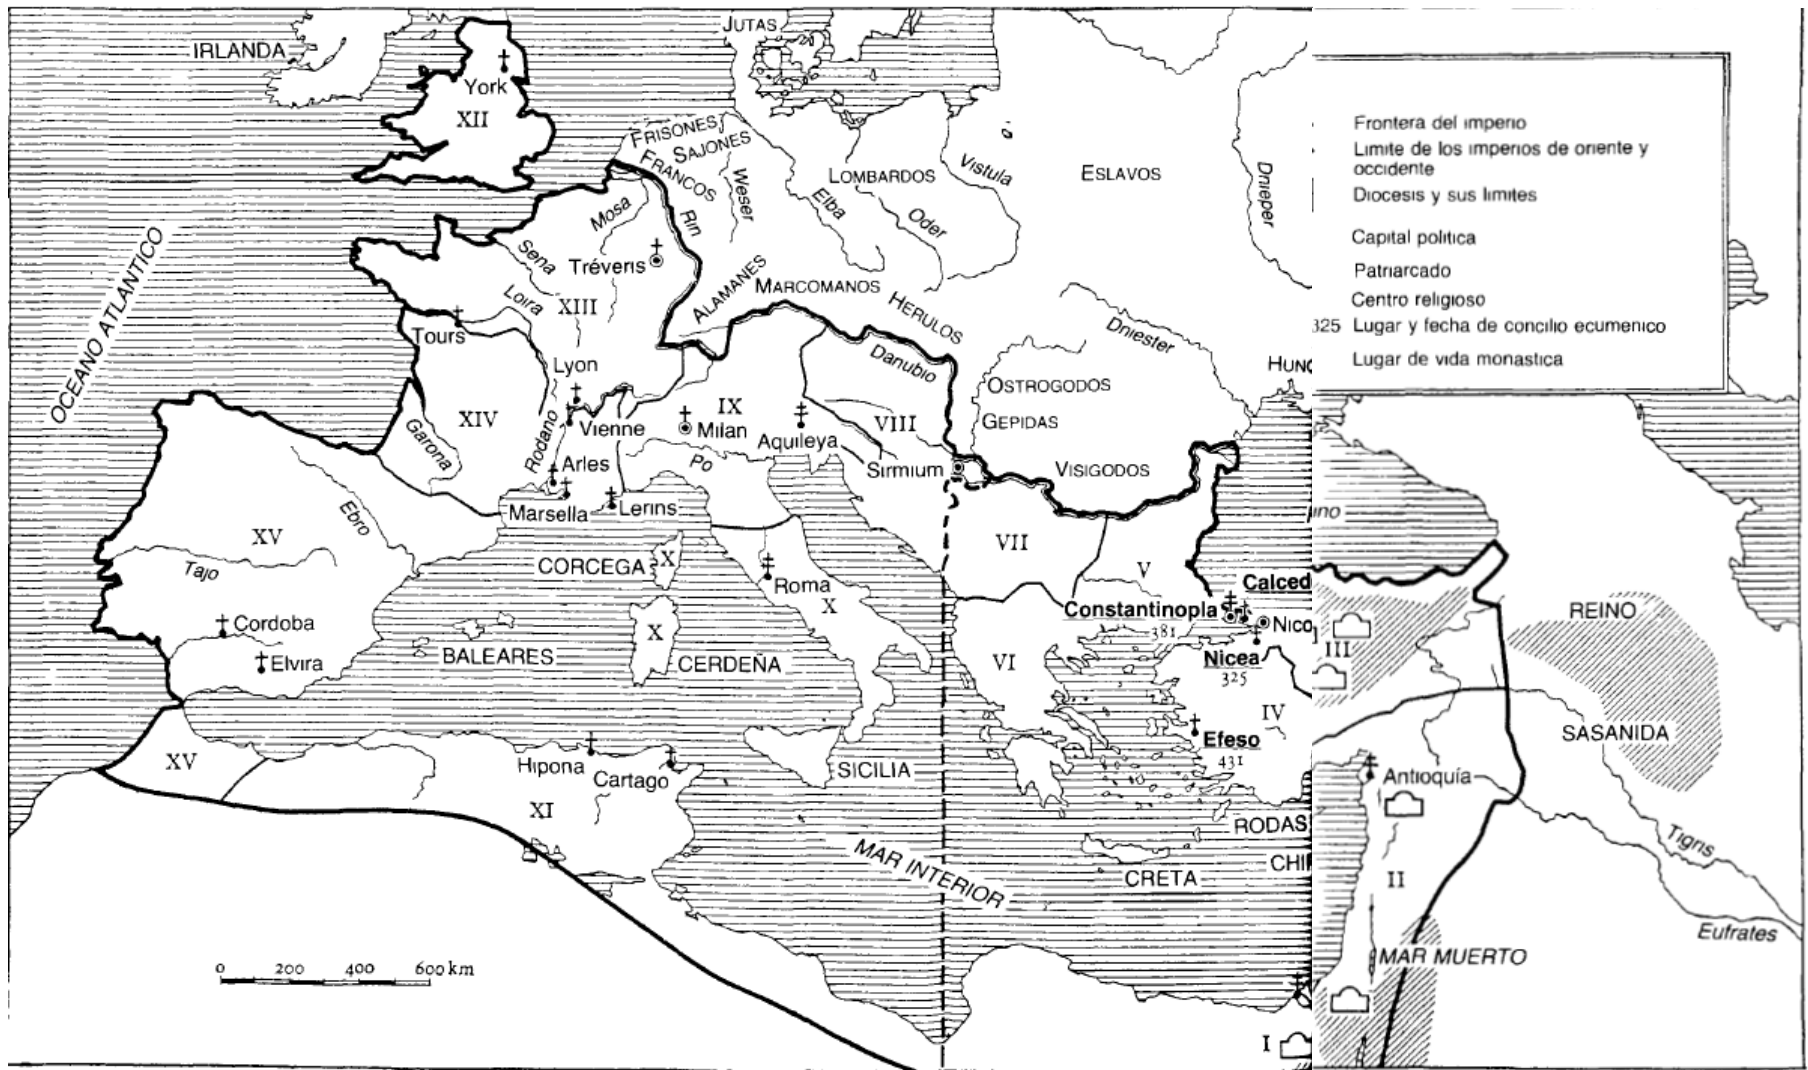 IRLANDA
JUTAS
York
XII
FRISONES
SAJONES
FRANCOS
Weser
LOMBARDOS
Vistula
ESLAVOS
Dnieper
Elba
Oder
Mosa
Rin
Sena
Tréveris
ALAMANES
MARCOMANOS
HERULOS
Loira
XIII
Dniester
OCEANO ATLANTICO
Tours
Lyon
Danubio
HUNO
OSTROGODOS
GEPIDAS
XIV
Garona
Rodano
Vienne
IX
Milan
Aquileya
VIII
Arles
Po
Sirmium
VISIGODOS
Marsella
Lerins
Ebro
XV
Tajo
CORCEGA
X
Roma
X
VII
V
Calced
Constantinopla
381
Nico
Cordoba
Elvira
BALEARES
X
CERDEÑA
VI
Nicea
325
IV
Efeso
431
XV
Hipona
Cartago
SICILIA
XI
RODAS
MAR INTERIOR
CRETA
CHI
0 200 400 600 km
I
Frontera del imperio
Limite de los imperios de oriente y
occidente
Diocesis y sus limites
Capital politica
Patriarcado
Centro religioso
325 Lugar y fecha de concilio ecumenico
Lugar de vida monastica
ino
REINO
III
SASANIDA
Antioquía
Tigris
II
Eufrates
MAR MUERTO